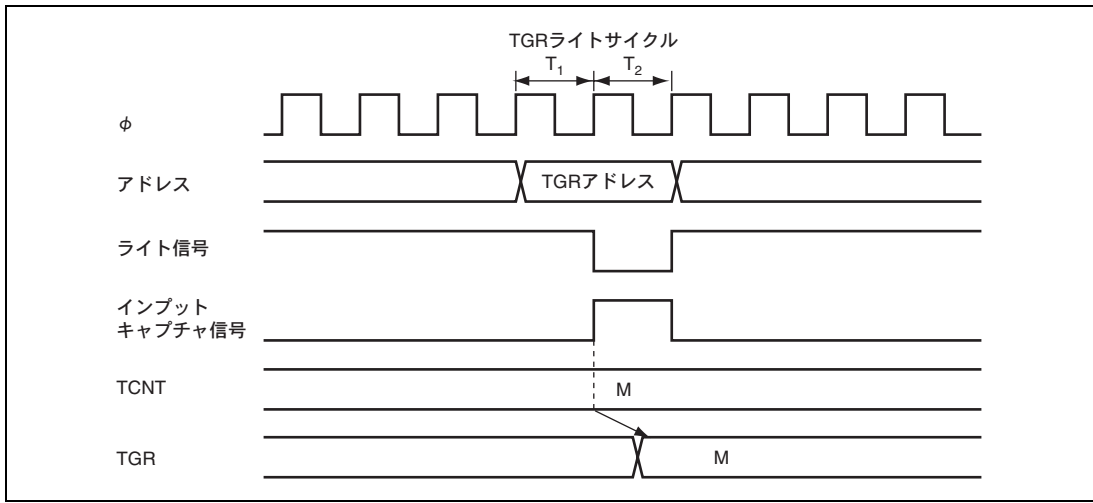 TGRライトサイクル
T1 T2
φ
アドレス TGRアドレス
ライト信号
インプット
キャプチャ信号
TCNT M
TGR M